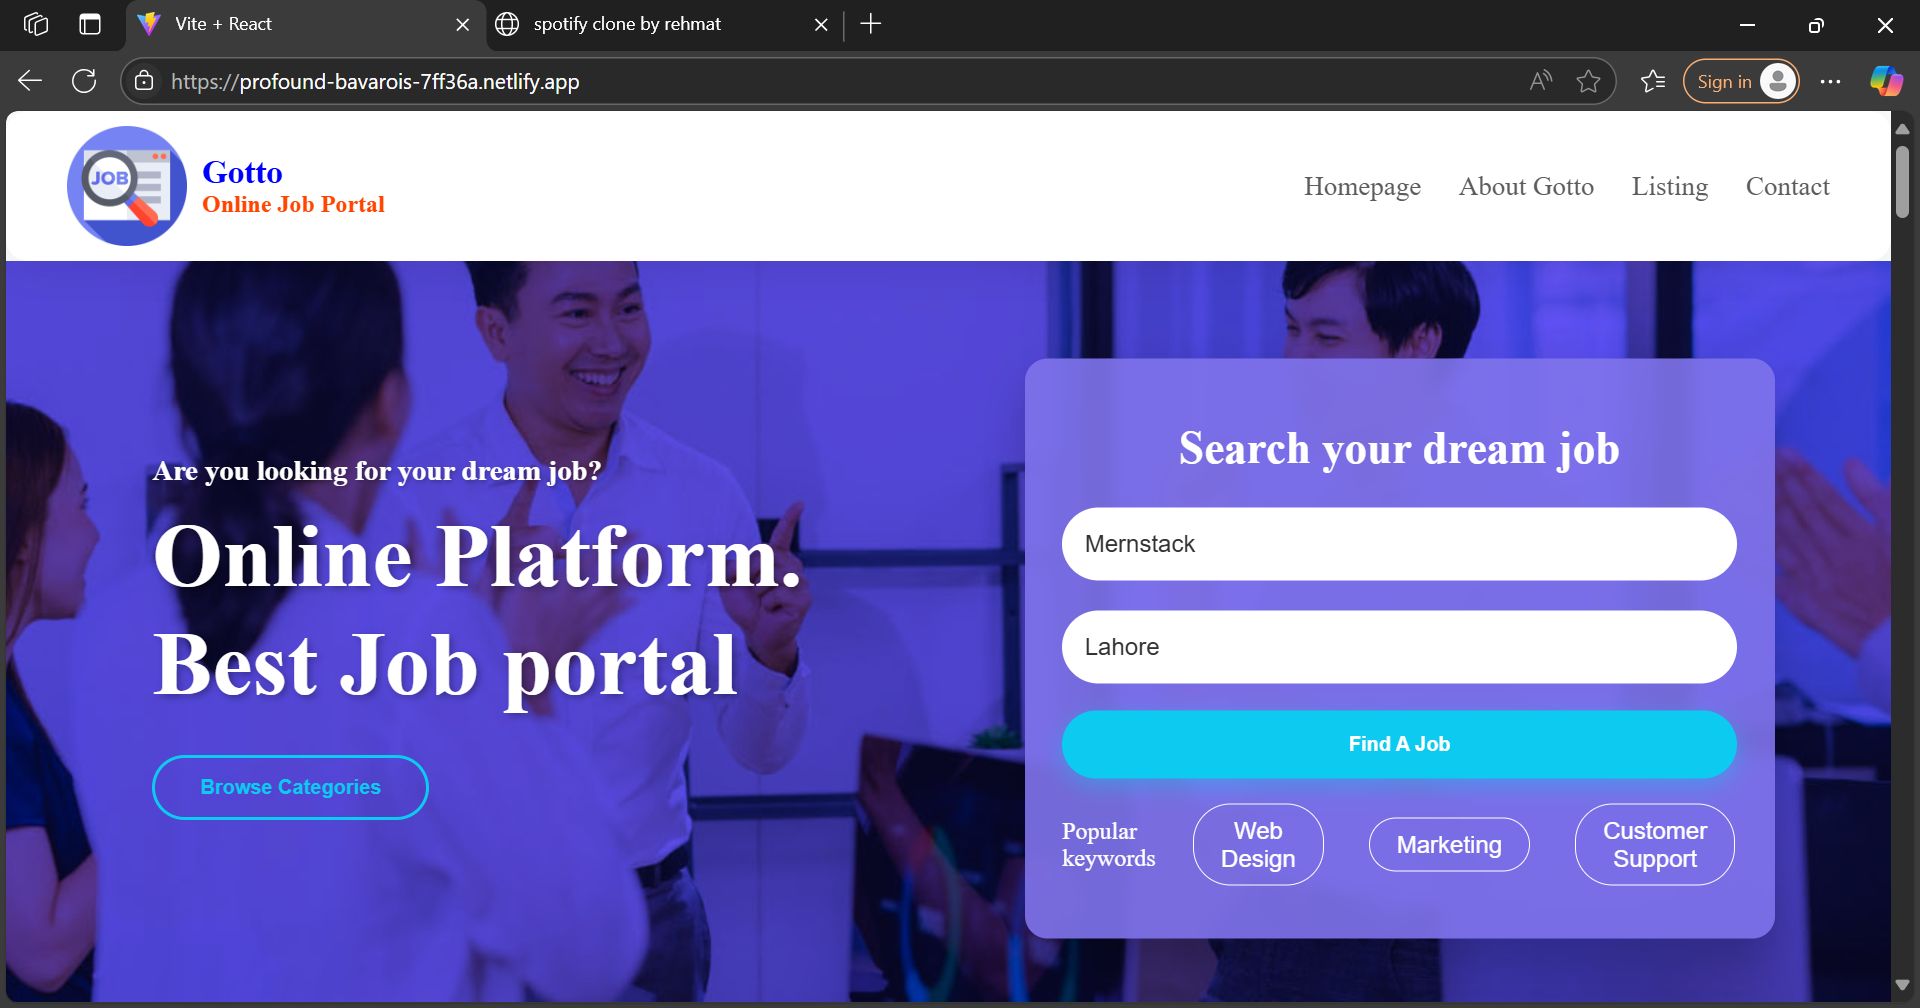 Vite + React
spotify clone by rehmat
https://profound-bavarois-7ff36a.netlify.app
A
Sign in
JOB
Gotto
Online Job Portal
Homepage
About Gotto
Listing
Contact
Are you looking for your dream job?
Online Platform.
Best Job portal
Browse Categories
Search your dream job
Mernstack
Lahore
Find A Job
Popular
keywords
Web
Design
Marketing
Customer
Support